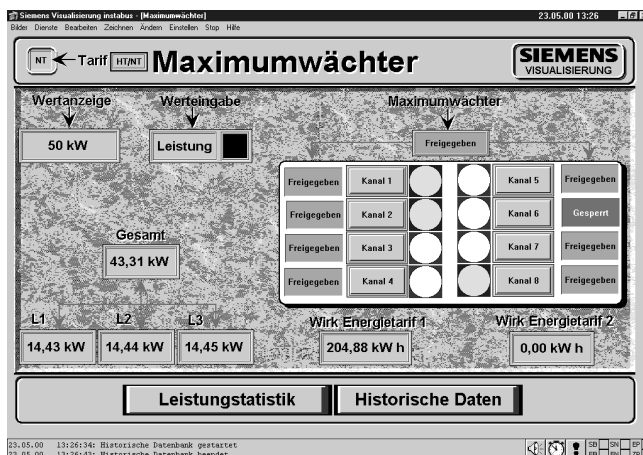 Siemens Visualisierung instabus - [Maximumwächter]
23.05.00 13:26
Bilder Dienste Bearbeiten Zeichnen Ändern Einstellen Stop Hilfe
NT Tarif HT/NT Maximumwächter
SIEMENS
VISUALISIERUNG
Wertanzeige Werteingabe Maximumwächter
50 kW Leistung Freigegeben
Freigegeben Kanal 1 Kanal 5 Freigegeben
Freigegeben Kanal 2 Kanal 6 Gesperrt
Freigegeben Kanal 3 Kanal 7 Freigegeben
Freigegeben Kanal 4 Kanal 8 Freigegeben
Gesamt
43,31 kW
L1 L2 L3 Wirk Energietarif 1 Wirk Energietarif 2
14,43 kW 14,44 kW 14,45 kW 204,88 kW h 0,00 kW h
Leistungstatistik Historische Daten
23.05.00 13:26:34: Historische Datenbank gestartet
23.05.00 13:26:43: Historische Datenbank beendet
SB SN EP